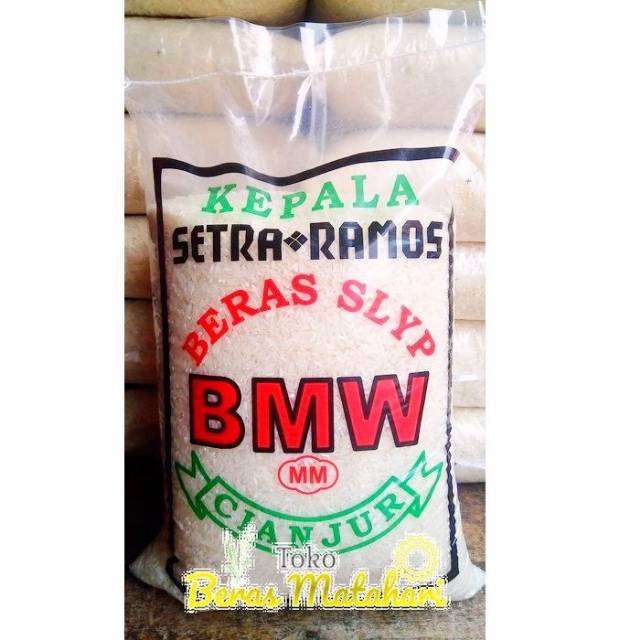 KEPALA
SETRA❖RAMOS
BERAS SLYP
BMW
MM
CIANJUR
Toko
Beras Matahari